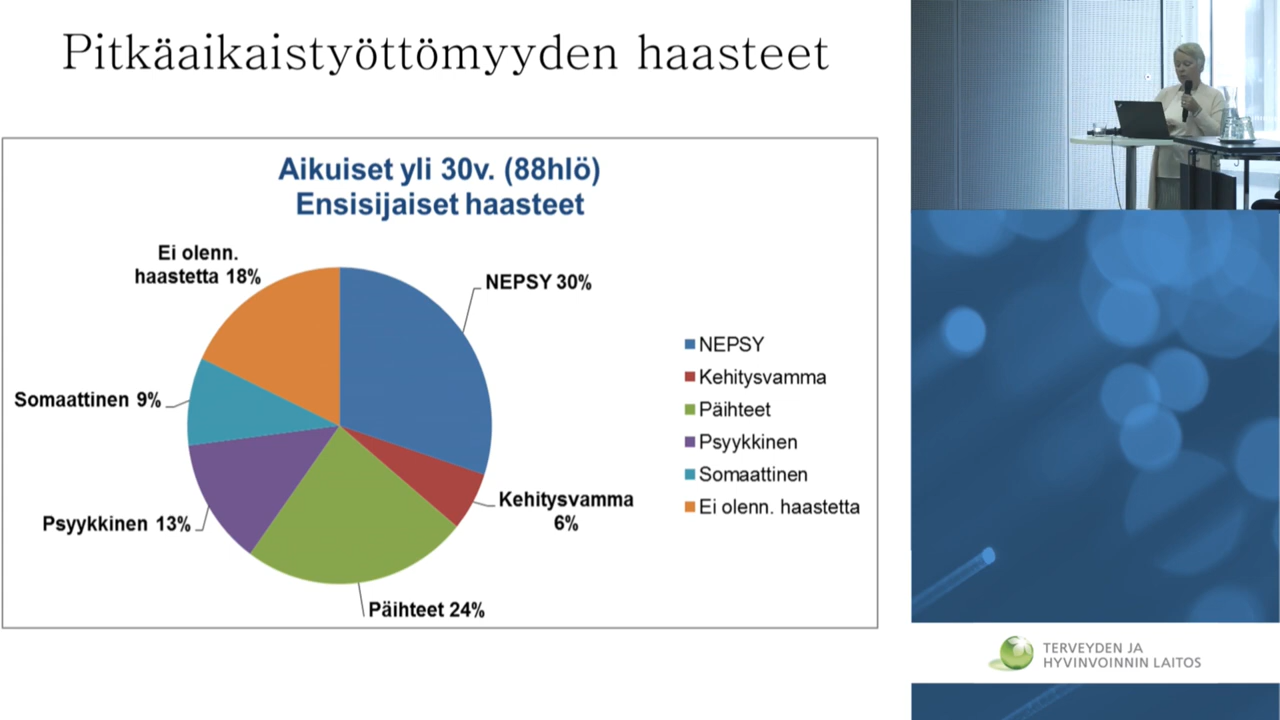 Pitkäaikaistyöttömyyden haasteet
Aikuiset yli 30v. (88hlö)
Ensisijaiset haasteet
Ei olenn.
haastetta 18%
NEPSY 30%
Somaattinen 9%
Psyykkinen 13%
Kehitysvamma
6%
Päihteet 24%
NEPSY
Kehitysvamma
Päihteet
Psyykkinen
Somaattinen
Ei olenn. haastetta
TERVEYDEN JA
HYVINVOINNIN LAITOS